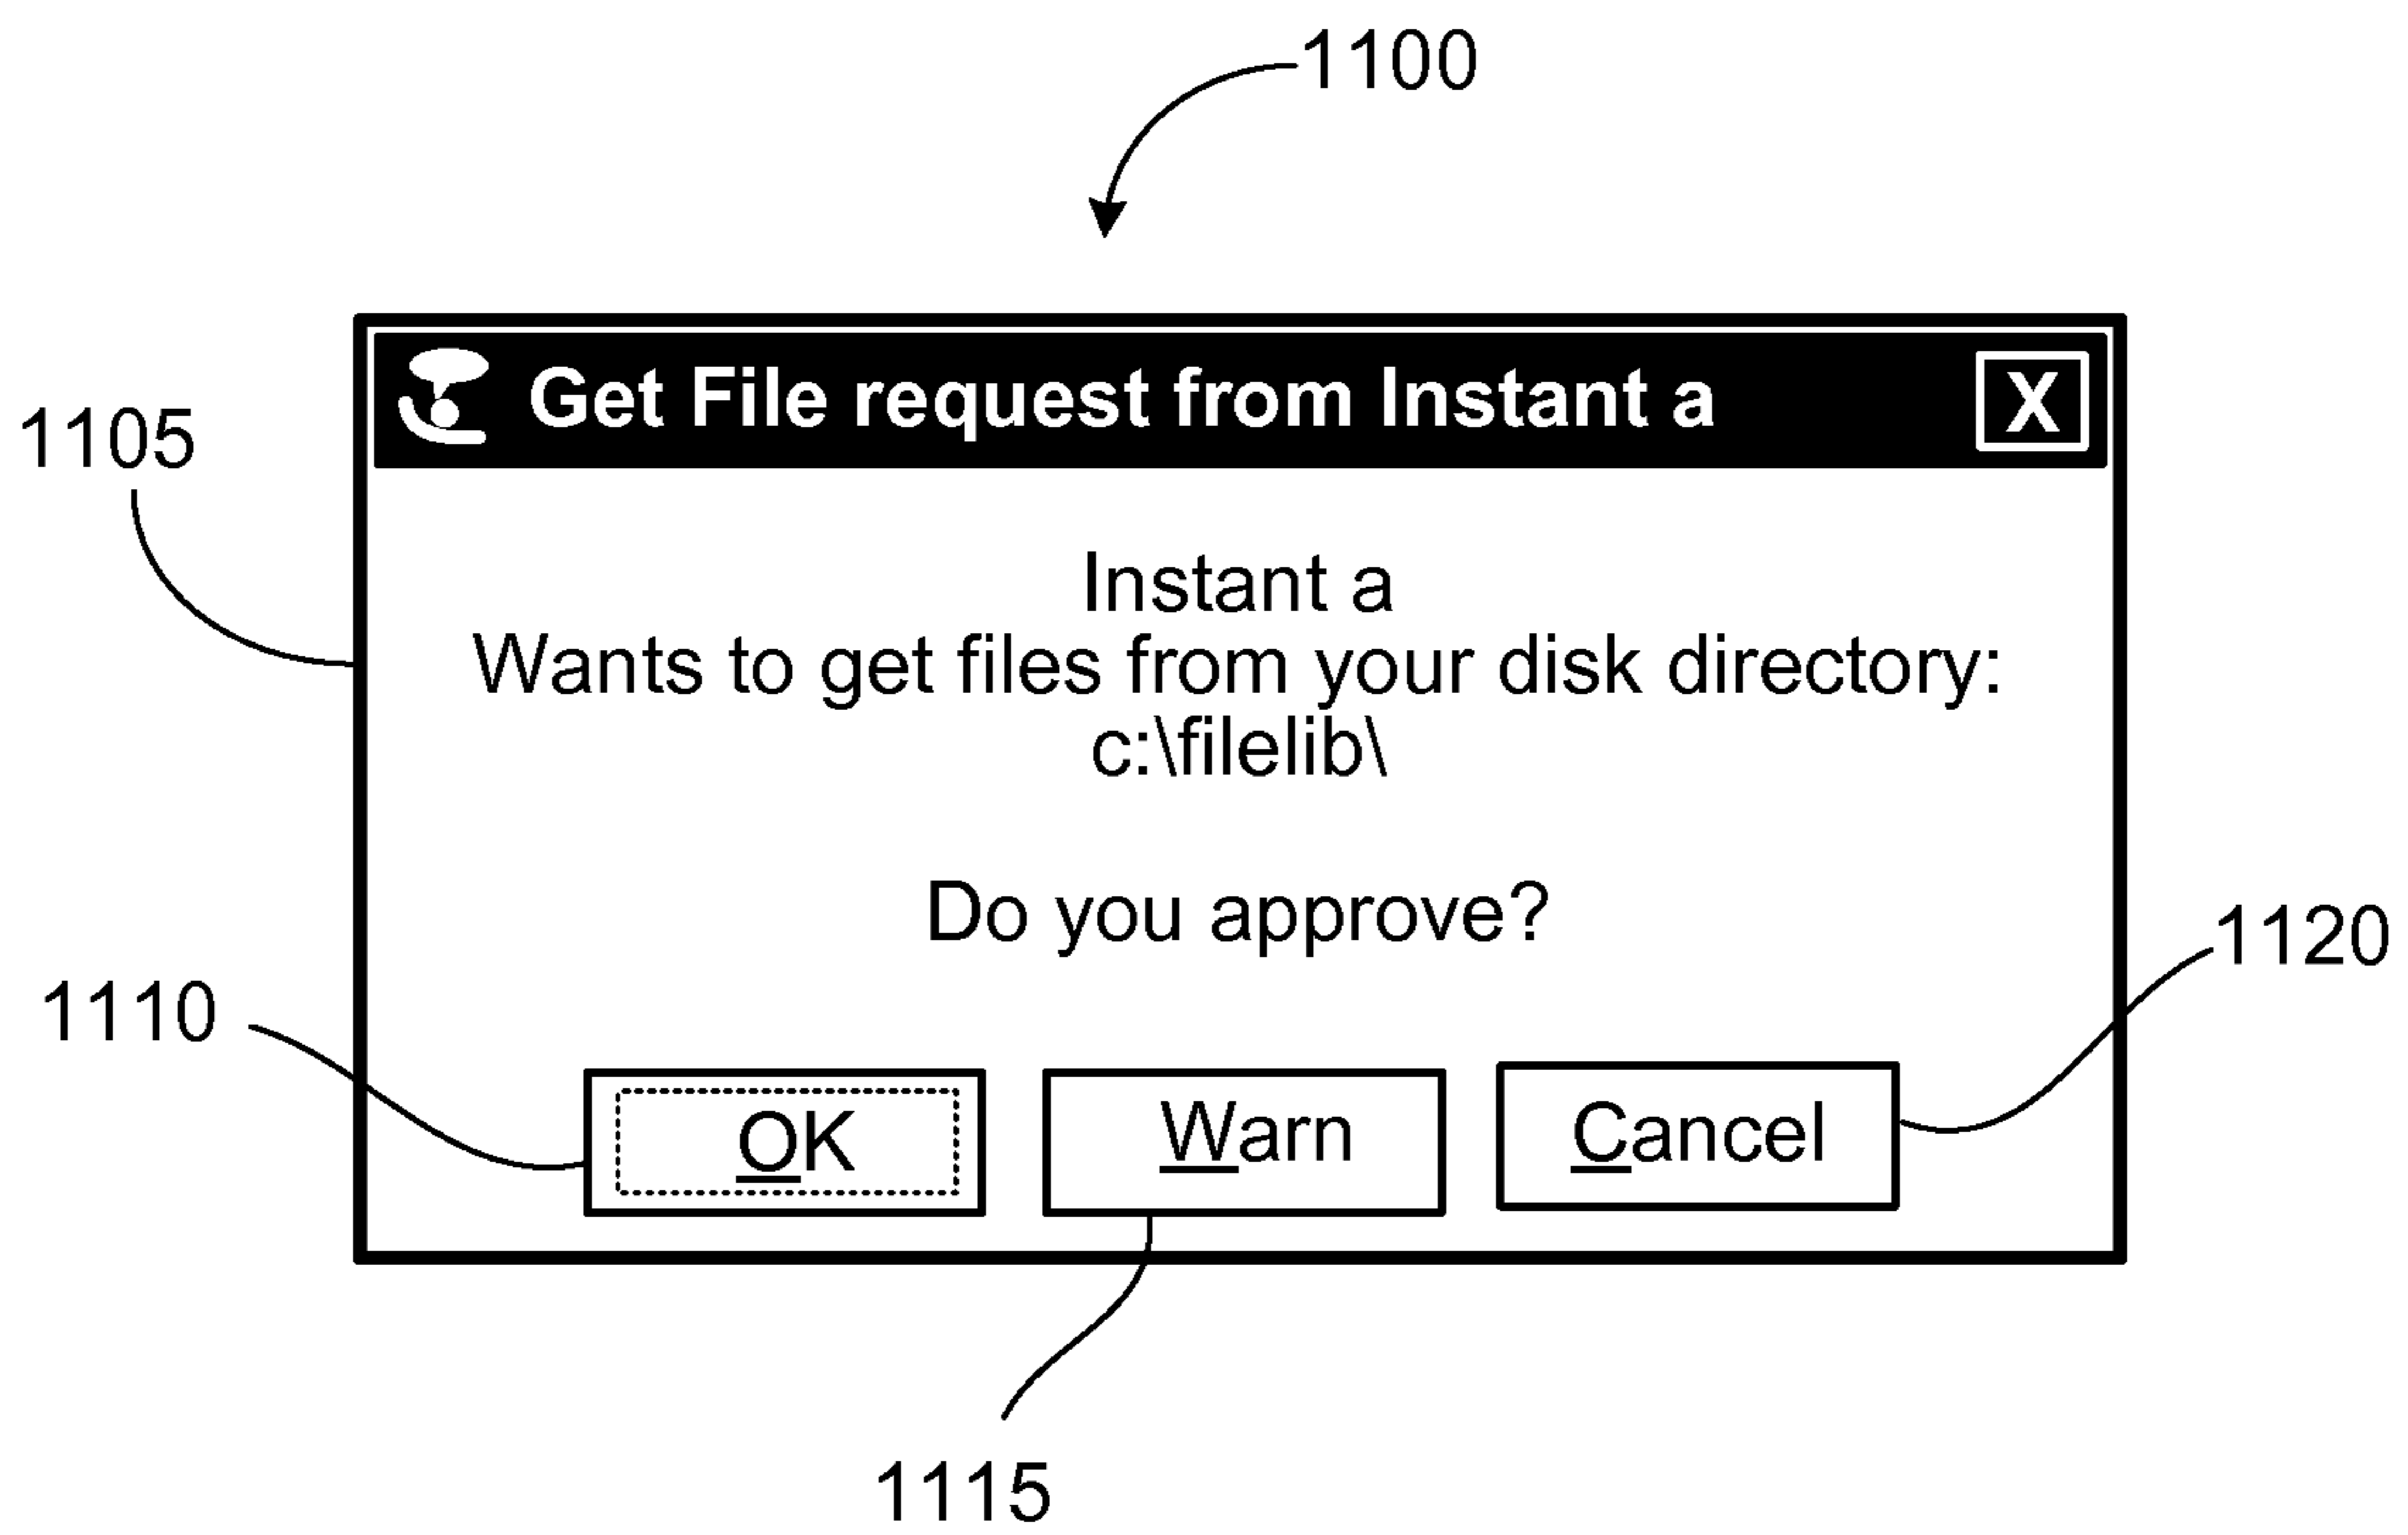 1100
Get File request from Instant a
X
1105
Instant a
Wants to get files from your disk directory:
c:\filelib\
Do you approve?
1120
1110
OK
Warn
Cancel
1115